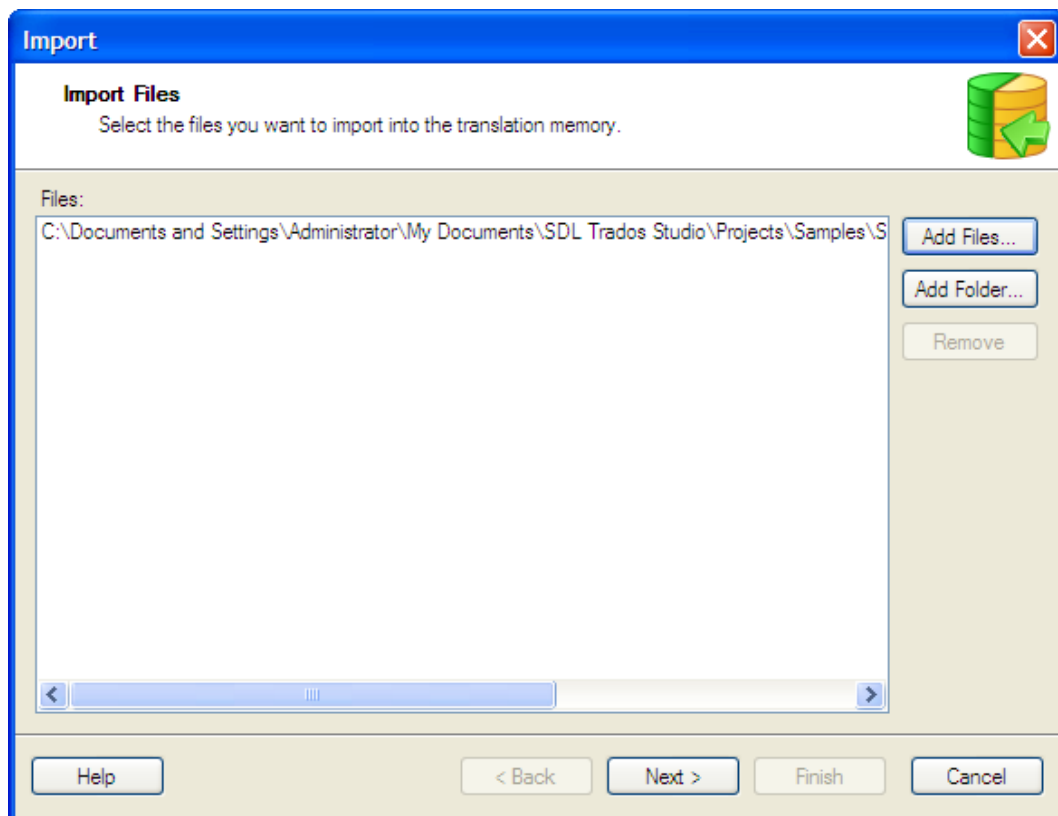 Import
Import Files
Select the files you want to import into the translation memory.
Files:
C:\Documents and Settings\Administrator\My Documents\SDL Trados Studio\Projects\Samples\S
Add Files...
Add Folder...
Remove
Help
< Back
Next >
Finish
Cancel